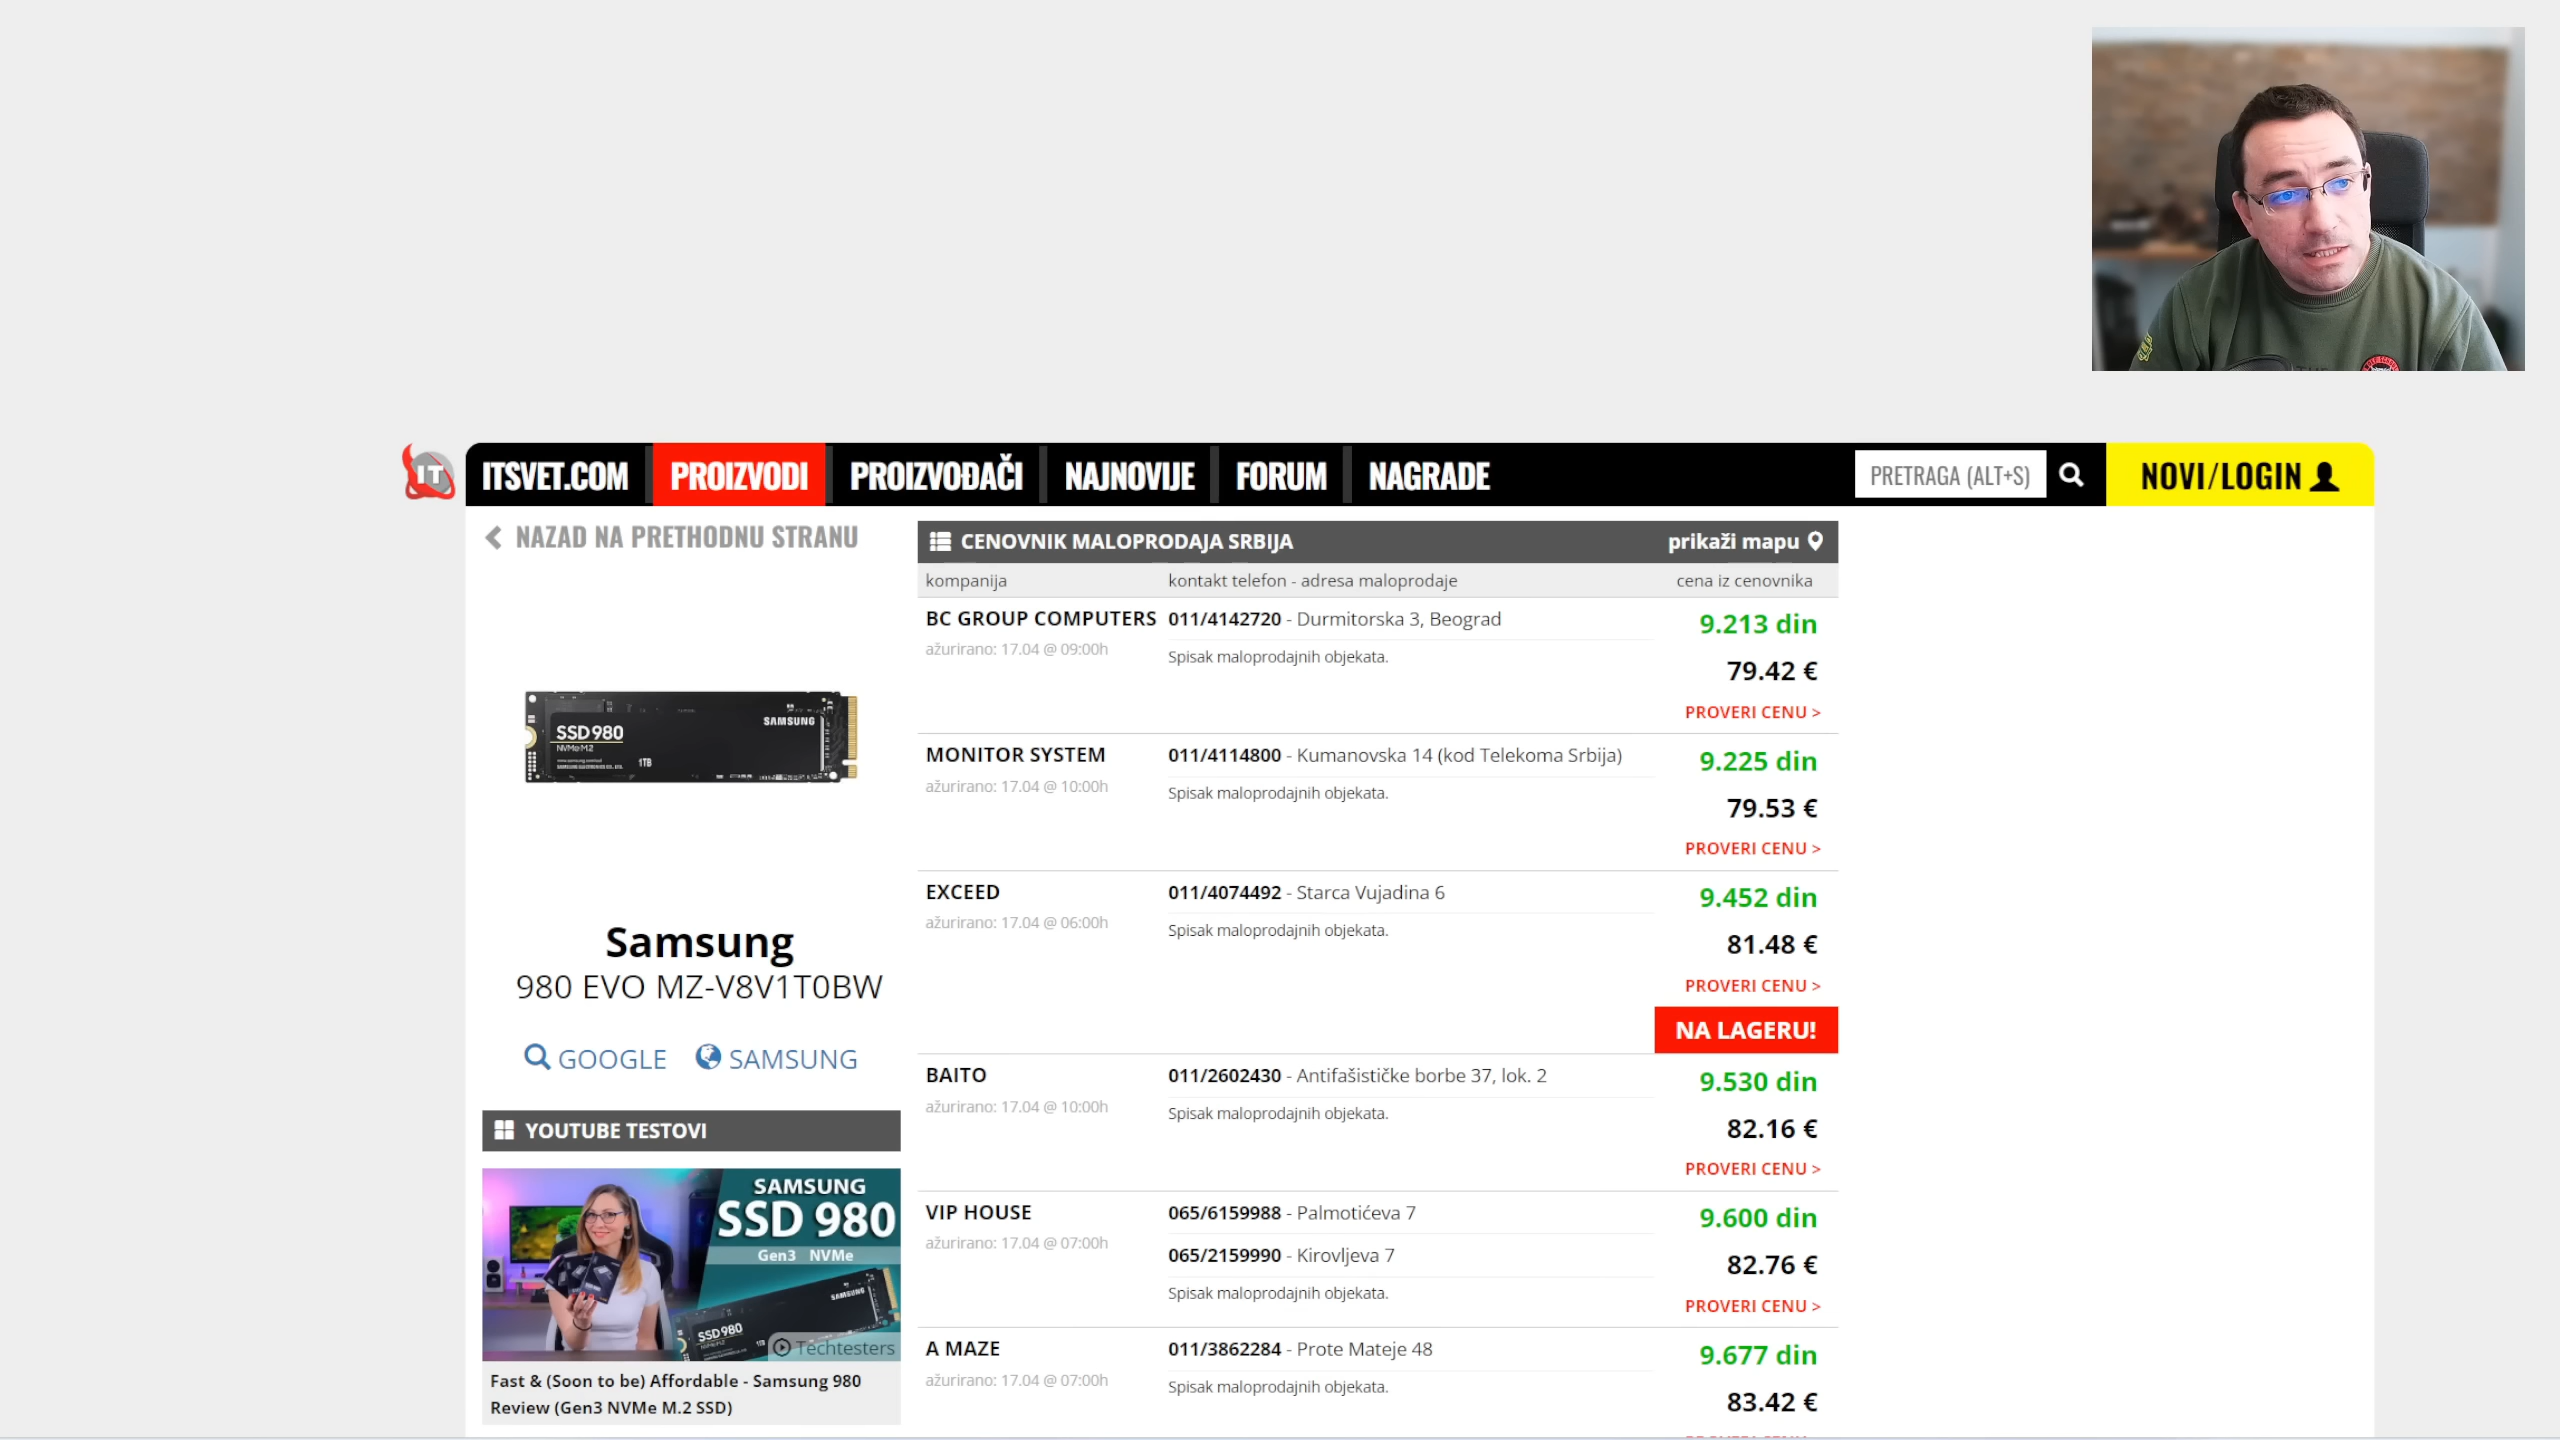 IT
ITSVET.COM
PROIZVODI
PROIZVOĐAČI
NAJNOVIJE
FORUM
NAGRADE
PRETRAGA (ALT+S)
NOVI/LOGIN
NAZAD NA PRETHODNU STRANU
SSD 980
NVMe M.2
1TB
SAMSUNG
Samsung
980 EVO MZ-V8V1T0BW
GOOGLE
SAMSUNG
YOUTUBE TESTOVI
SAMSUNG
SSD 980
Gen3 NVMe
SAMSUNG
SSD 980
Techtesters
Fast & (Soon to be) Affordable - Samsung 980
Review (Gen3 NVMe M.2 SSD)
CENOVNIK MALOPRODAJA SRBIJA
prikaži mapu
kompanija
kontakt telefon - adresa maloprodaje
cena iz cenovnika
BC GROUP COMPUTERS
ažurirano: 17.04 @ 09:00h
011/4142720 - Durmitorska 3, Beograd
Spisak maloprodajnih objekata.
9.213 din
79.42 €
PROVERI CENU >
MONITOR SYSTEM
ažurirano: 17.04 @ 10:00h
011/4114800 - Kumanovska 14 (kod Telekoma Srbija)
Spisak maloprodajnih objekata.
9.225 din
79.53 €
PROVERI CENU >
EXCEED
ažurirano: 17.04 @ 06:00h
011/4074492 - Starca Vujadina 6
Spisak maloprodajnih objekata.
9.452 din
81.48 €
PROVERI CENU >
NA LAGERU!
BAITO
ažurirano: 17.04 @ 10:00h
011/2602430 - Antifašističke borbe 37, lok. 2
Spisak maloprodajnih objekata.
9.530 din
82.16 €
PROVERI CENU >
VIP HOUSE
ažurirano: 17.04 @ 07:00h
065/6159988 - Palmotićeva 7
065/2159990 - Kirovljeva 7
Spisak maloprodajnih objekata.
9.600 din
82.76 €
PROVERI CENU >
A MAZE
ažurirano: 17.04 @ 07:00h
011/3862284 - Prote Mateje 48
Spisak maloprodajnih objekata.
9.677 din
83.42 €